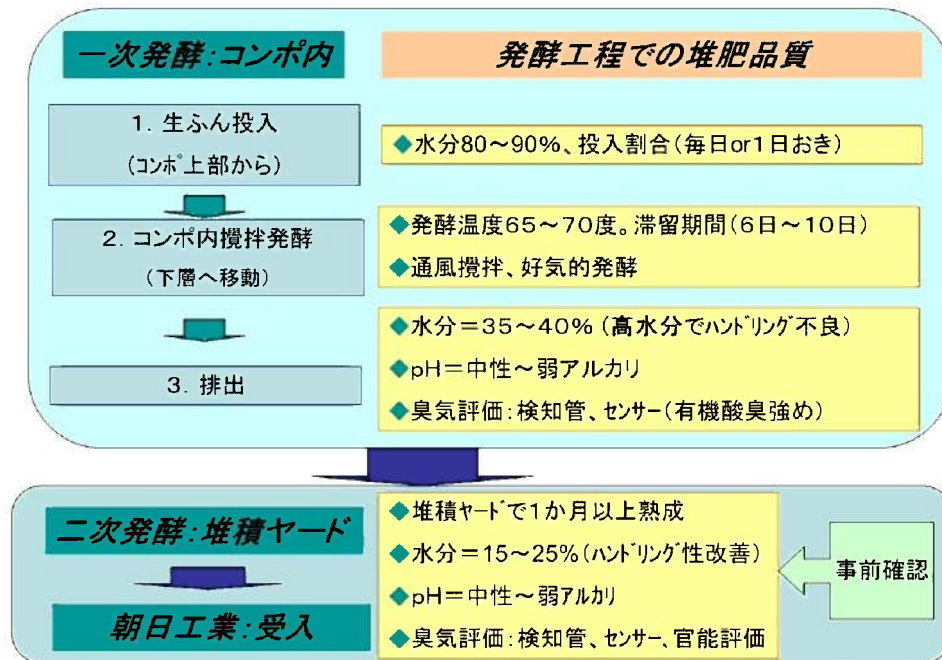 一次発酵：コンポ内
発酵工程での堆肥品質
1．生ふん投入
（コンポ上部から）
◆水分80～90%、投入割合（毎日or1日おき）
2．コンポ内攪拌発酵
（下層へ移動）
◆発酵温度65～70度。滞留期間（6日～10日）
◆通風攪拌、好気的発酵
3．排出
◆水分＝35～40%（高水分でハンドリング不良）
◆pH＝中性～弱アルカリ
◆臭気評価：検知管、センサー（有機酸臭強め）
二次発酵：堆積ヤード
朝日工業：受入
◆堆積ヤードで1か月以上熟成
◆水分＝15～25%（ハンドリング性改善）
◆pH＝中性～弱アルカリ
◆臭気評価：検知管、センサー、官能評価
事前確認